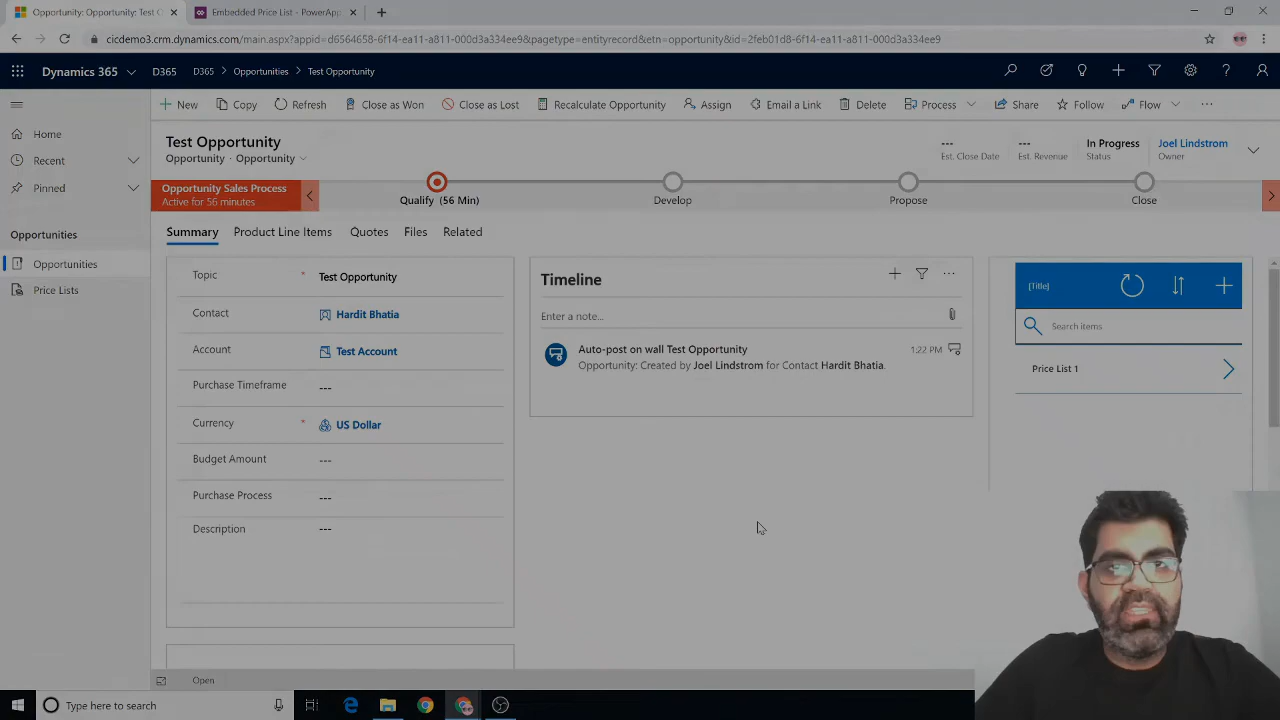 Opportunity: Opportunity: Test O
Embedded Price List - PowerApp
cicdemo3.crm.dynamics.com/main.aspx?appid=d6564658-6f14-ea11-a811-000d3a334ee9&pagetype=entityrecord&etn=opportunity&id=2feb01d8-6f14-ea11-a811-000d3a334ee9
Dynamics 365
D365
D365 > Opportunities > Test Opportunity
New
Copy
Refresh
Close as Won
Close as Lost
Recalculate Opportunity
Assign
Email a Link
Delete
Process
Share
Follow
Flow
Home
Recent
Pinned
Opportunities
Opportunities
Price Lists
Test Opportunity
Opportunity · Opportunity
---
Est. Close Date
---
Est. Revenue
In Progress
Status
Joel Lindstrom
Owner
Opportunity Sales Process
Active for 56 minutes
Qualify (56 Min)
Develop
Propose
Close
Summary
Product Line Items
Quotes
Files
Related
Topic * Test Opportunity
Contact Hardit Bhatia
Account Test Account
Purchase Timeframe ---
Currency * US Dollar
Budget Amount ---
Purchase Process ---
Description ---
Timeline
Enter a note...
Auto-post on wall Test Opportunity
1:22 PM
Opportunity: Created by Joel Lindstrom for Contact Hardit Bhatia.
[Title]
Search items
Price List 1
Open
Type here to search